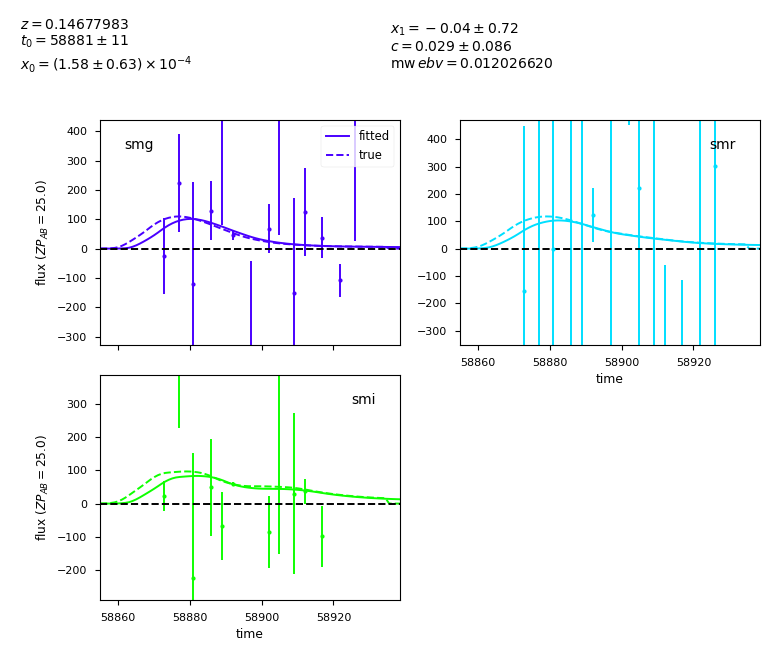 z = 0.14677983
t₀ = 58881 ± 11
x₀ = (1.58 ± 0.63) × 10⁻⁴
x₁ = −0.04 ± 0.72
c = 0.029 ± 0.086
mw ebv = 0.012026620
smg
fitted
true
400
300
200
100
0
−100
−200
−300
flux (ZP_AB = 25.0)
smr
400
300
200
100
0
−100
−200
−300
58860 58880 58900 58920
time
smi
300
200
100
0
−100
−200
flux (ZP_AB = 25.0)
58860 58880 58900 58920
time